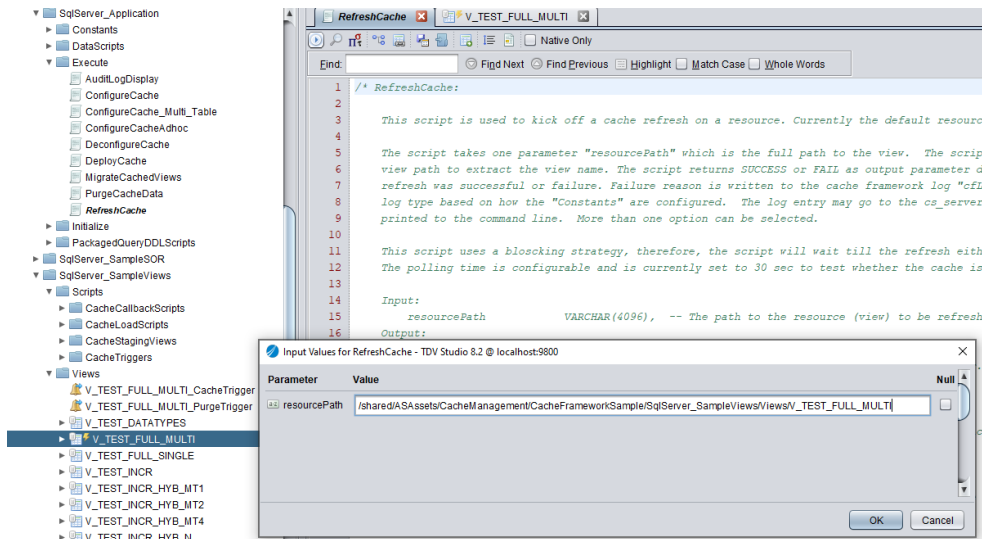 SqlServer_Application
Constants
DataScripts
Execute
AuditLogDisplay
ConfigureCache
ConfigureCache_Multi_Table
ConfigureCacheAdhoc
DeconfigureCache
DeployCache
MigrateCachedViews
PurgeCacheData
RefreshCache
Initialize
PackagedQueryDDLScripts
SqlServer_SampleSOR
SqlServer_SampleViews
Scripts
CacheCallbackScripts
CacheLoadScripts
CacheStagingViews
CacheTriggers
Views
V_TEST_FULL_MULTI_CacheTrigger
V_TEST_FULL_MULTI_PurgeTrigger
V_TEST_DATATYPES
V_TEST_FULL_MULTI
V_TEST_FULL_SINGLE
V_TEST_INCR
V_TEST_INCR_HYB_MT1
V_TEST_INCR_HYB_MT2
V_TEST_INCR_HYB_MT4
V_TEST_INCR_HYB_N
RefreshCache V_TEST_FULL_MULTI
Native Only
Find: Find Next Find Previous Highlight Match Case Whole Words
1 /* RefreshCache:
2
3 This script is used to kick off a cache refresh on a resource. Currently the default resourc
4
5 The script takes one parameter "resourcePath" which is the full path to the view. The scrip
6 view path to extract the view name. The script returns SUCCESS or FAIL as output parameter d
7 refresh was successful or failure. Failure reason is written to the cache framework log "cfL
8 log type based on how the "Constants" are configured. The log entry may go to the cs_server
9 printed to the command line. More than one option can be selected.
10
11 This script uses a bloscking strategy, therefore, the script will wait till the refresh eith
12 The polling time is configurable and is currently set to 30 sec to test whether the cache is
13
14 Input:
15 resourcePath VARCHAR(4096), -- The path to the resource (view) to be refresh
16 Output:
Input Values for RefreshCache - TDV Studio 8.2 @ localhost:9800
Parameter Value Null
resourcePath /shared/ASAssets/CacheManagement/CacheFrameworkSample/SqlServer_SampleViews/Views/V_TEST_FULL_MULTI
OK Cancel